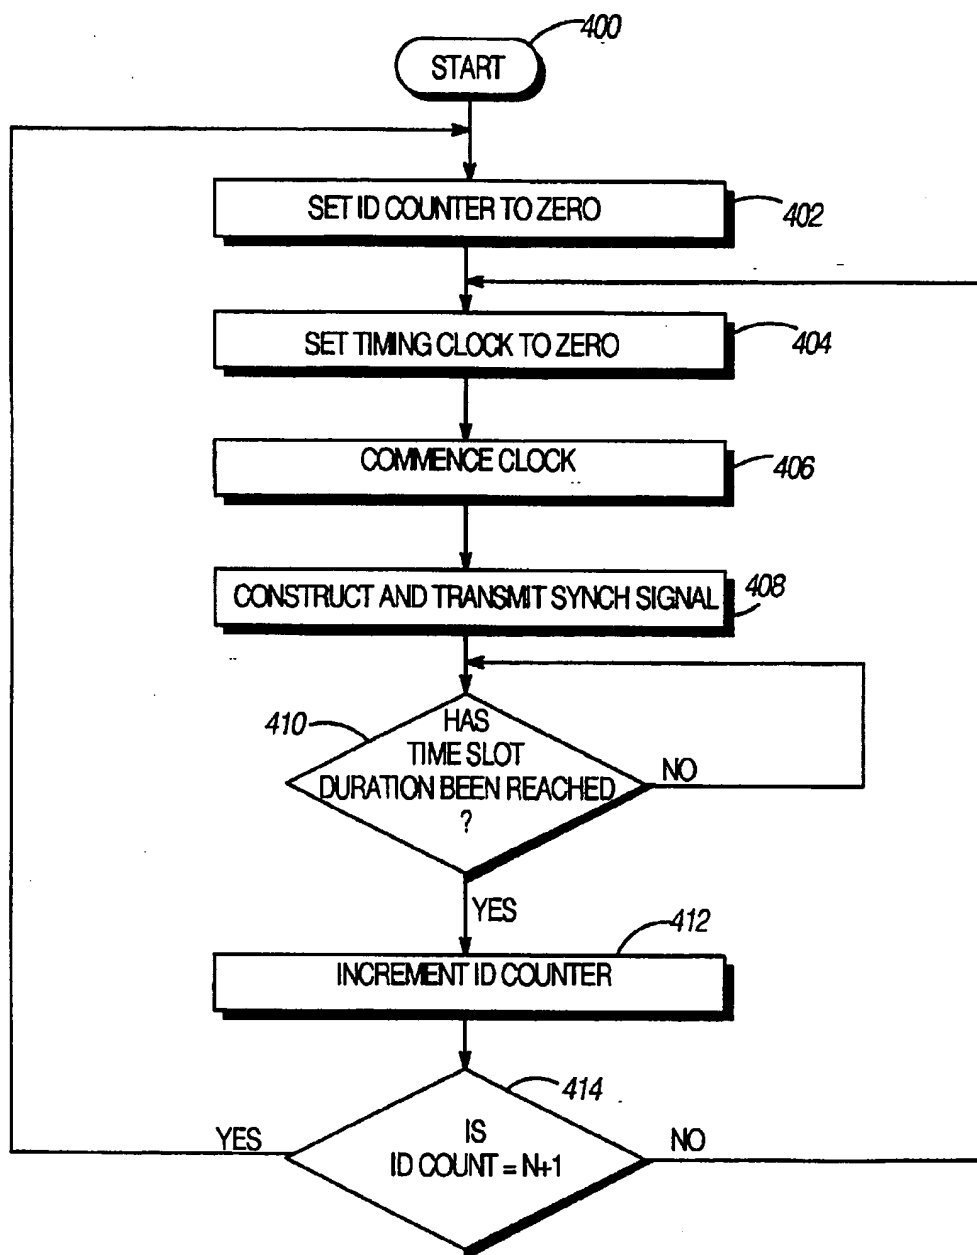 400
START
SET ID COUNTER TO ZERO
402
SET TIMING CLOCK TO ZERO
404
COMMENCE CLOCK
406
CONSTRUCT AND TRANSMIT SYNCH SIGNAL
408
410
HAS
TIME SLOT
DURATION BEEN REACHED
?
NO
YES
412
INCREMENT ID COUNTER
414
YES
IS
ID COUNT = N+1
NO